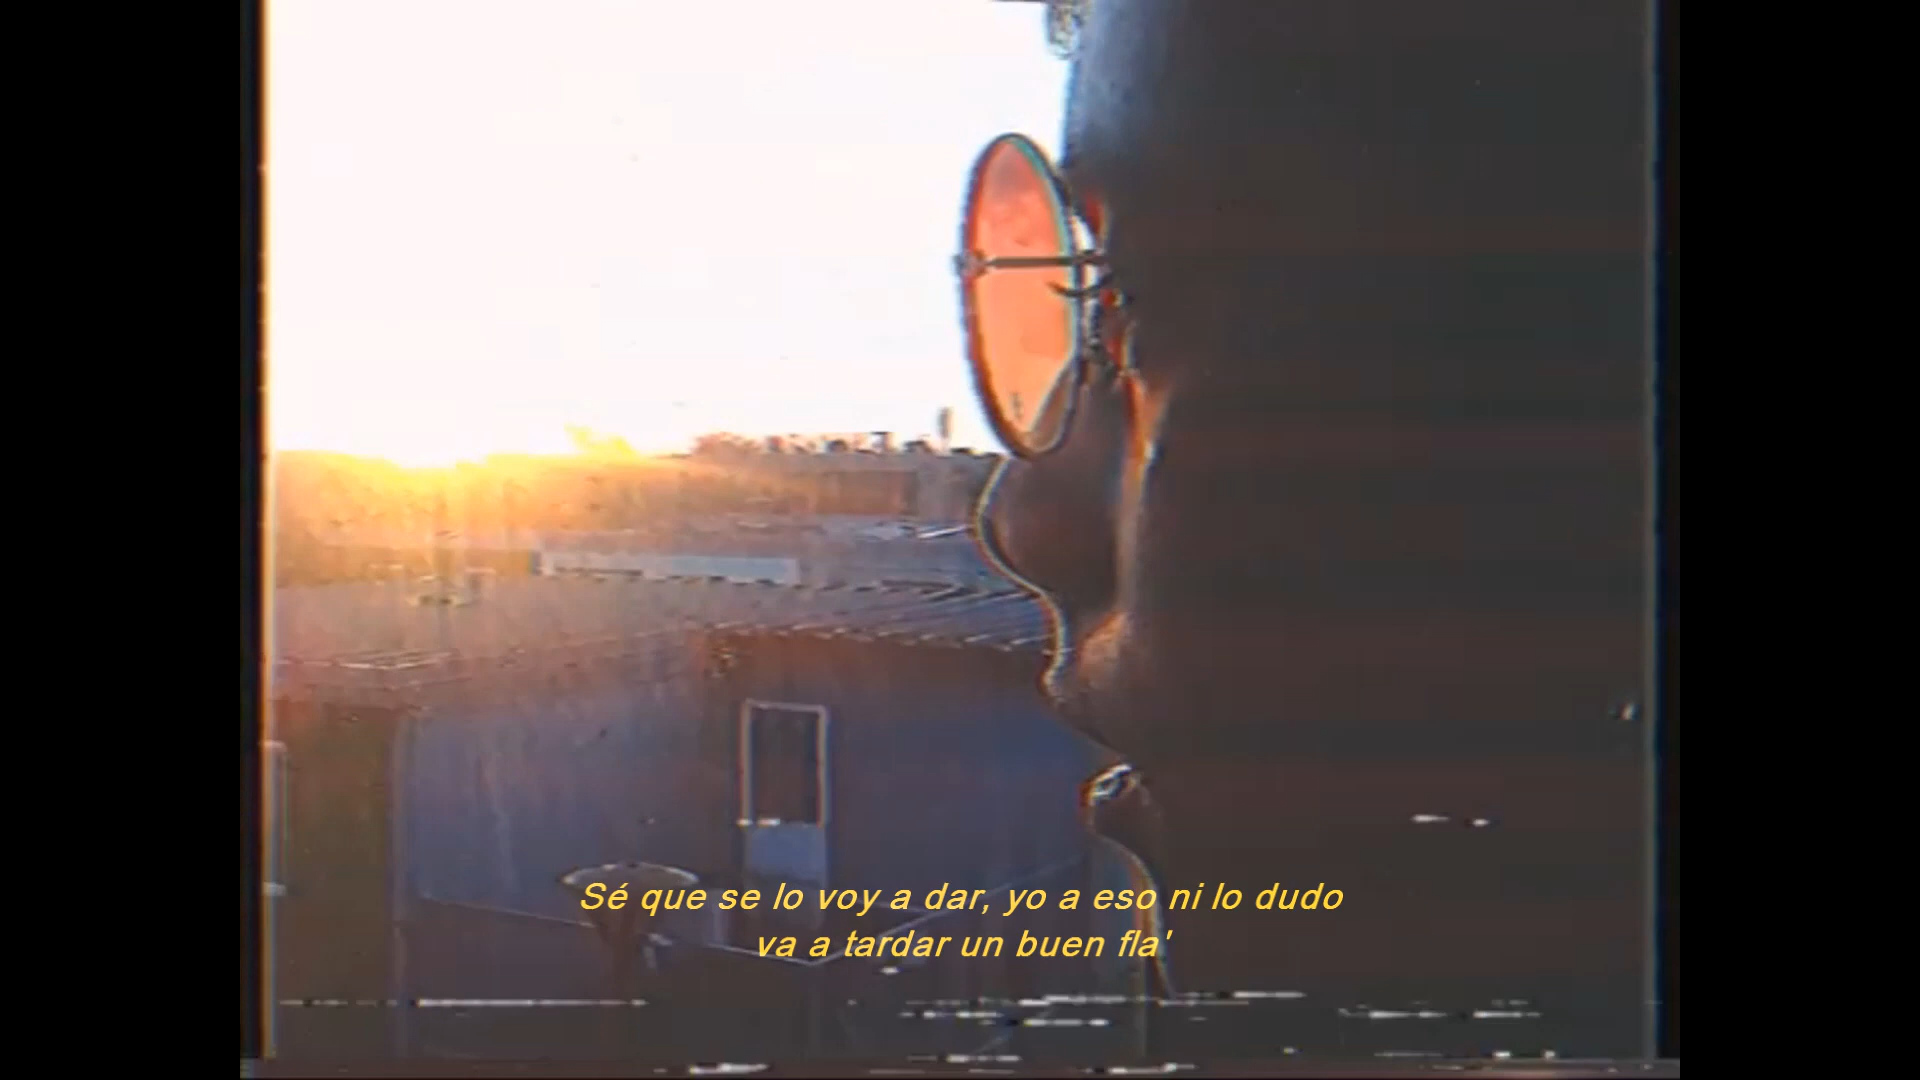 Sé que se lo voy a dar, yo a eso ni lo dudo
va a tardar un buen fla'